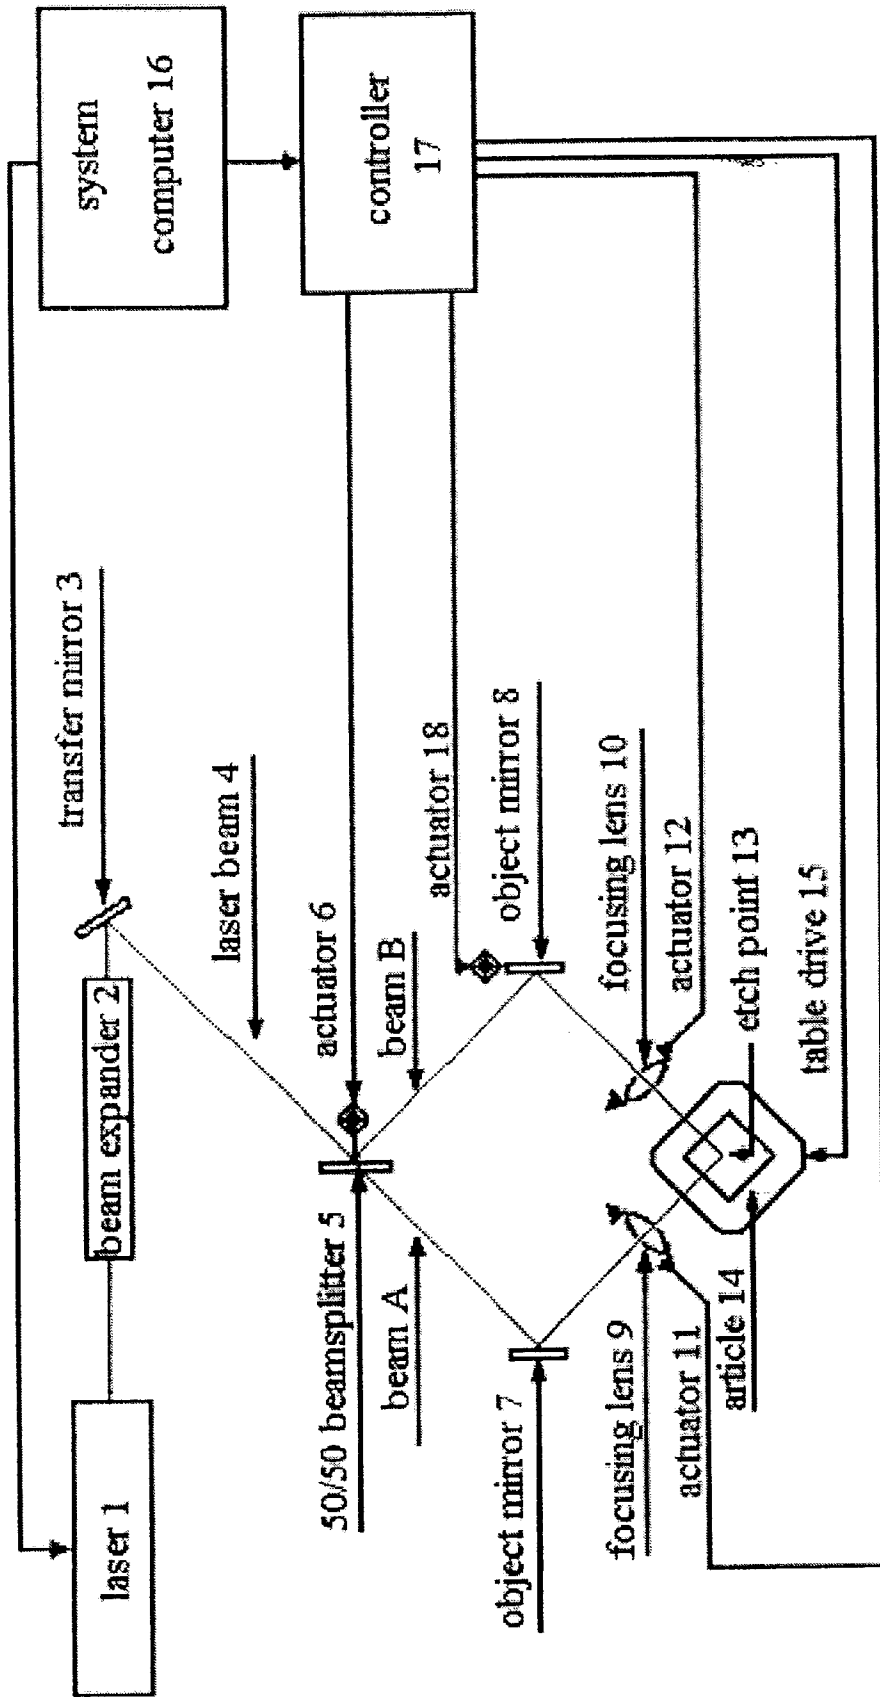 system
computer 16
controller
17
transfer mirror 3
laser beam 4
beam expander 2
laser 1
actuator 6
50/50 beamsplitter 5
beam A
beam B
actuator 18
object mirror 8
object mirror 7
focusing lens 10
actuator 12
etch point 13
table drive 15
focusing lens 9
actuator 11
article 14